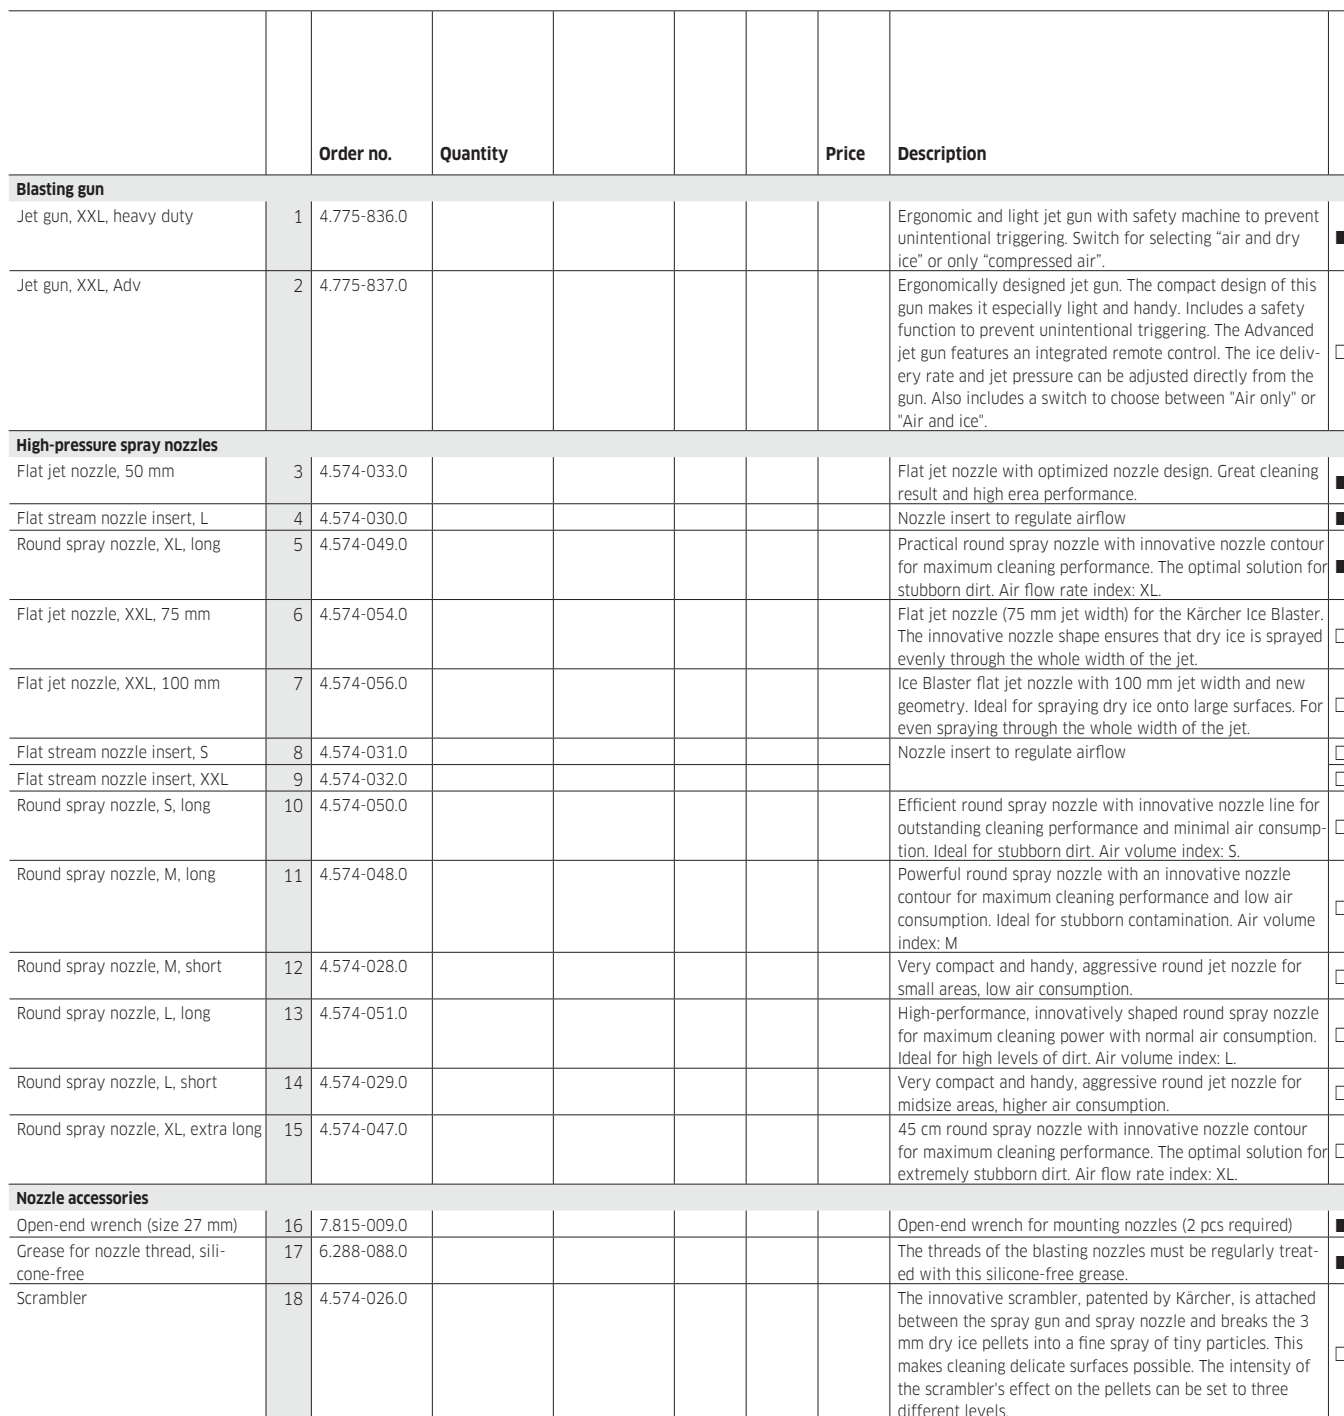 Order no. Quantity Price Description
Blasting gun
Jet gun, XXL, heavy duty 1 4.775-836.0 Ergonomic and light jet gun with safety machine to prevent
unintentional triggering. Switch for selecting “air and dry
ice” or only “compressed air”.
Jet gun, XXL, Adv 2 4.775-837.0 Ergonomically designed jet gun. The compact design of this
gun makes it especially light and handy. Includes a safety
function to prevent unintentional triggering. The Advanced
jet gun features an integrated remote control. The ice deliv-
ery rate and jet pressure can be adjusted directly from the
gun. Also includes a switch to choose between "Air only" or
"Air and ice".
High-pressure spray nozzles
Flat jet nozzle, 50 mm 3 4.574-033.0 Flat jet nozzle with optimized nozzle design. Great cleaning
result and high erea performance.
Flat stream nozzle insert, L 4 4.574-030.0 Nozzle insert to regulate airflow
Round spray nozzle, XL, long 5 4.574-049.0 Practical round spray nozzle with innovative nozzle contour
for maximum cleaning performance. The optimal solution for
stubborn dirt. Air flow rate index: XL.
Flat jet nozzle, XXL, 75 mm 6 4.574-054.0 Flat jet nozzle (75 mm jet width) for the Kärcher Ice Blaster.
The innovative nozzle shape ensures that dry ice is sprayed
evenly through the whole width of the jet.
Flat jet nozzle, XXL, 100 mm 7 4.574-056.0 Ice Blaster flat jet nozzle with 100 mm jet width and new
geometry. Ideal for spraying dry ice onto large surfaces. For
even spraying through the whole width of the jet.
Flat stream nozzle insert, S 8 4.574-031.0 Nozzle insert to regulate airflow
Flat stream nozzle insert, XXL 9 4.574-032.0
Round spray nozzle, S, long 10 4.574-050.0 Efficient round spray nozzle with innovative nozzle line for
outstanding cleaning performance and minimal air consump-
tion. Ideal for stubborn dirt. Air volume index: S.
Round spray nozzle, M, long 11 4.574-048.0 Powerful round spray nozzle with an innovative nozzle
contour for maximum cleaning performance and low air
consumption. Ideal for stubborn contamination. Air volume
index: M
Round spray nozzle, M, short 12 4.574-028.0 Very compact and handy, aggressive round jet nozzle for
small areas, low air consumption.
Round spray nozzle, L, long 13 4.574-051.0 High-performance, innovatively shaped round spray nozzle
for maximum cleaning power with normal air consumption.
Ideal for high levels of dirt. Air volume index: L.
Round spray nozzle, L, short 14 4.574-029.0 Very compact and handy, aggressive round jet nozzle for
midsize areas, higher air consumption.
Round spray nozzle, XL, extra long 15 4.574-047.0 45 cm round spray nozzle with innovative nozzle contour
for maximum cleaning performance. The optimal solution for
extremely stubborn dirt. Air flow rate index: XL.
Nozzle accessories
Open-end wrench (size 27 mm) 16 7.815-009.0 Open-end wrench for mounting nozzles (2 pcs required)
Grease for nozzle thread, sili- 17 6.288-088.0 The threads of the blasting nozzles must be regularly treat-
cone-free ed with this silicone-free grease.
Scrambler 18 4.574-026.0 The innovative scrambler, patented by Kärcher, is attached
between the spray gun and spray nozzle and breaks the 3
mm dry ice pellets into a fine spray of tiny particles. This
makes cleaning delicate surfaces possible. The intensity of
the scrambler's effect on the pellets can be set to three
different levels.